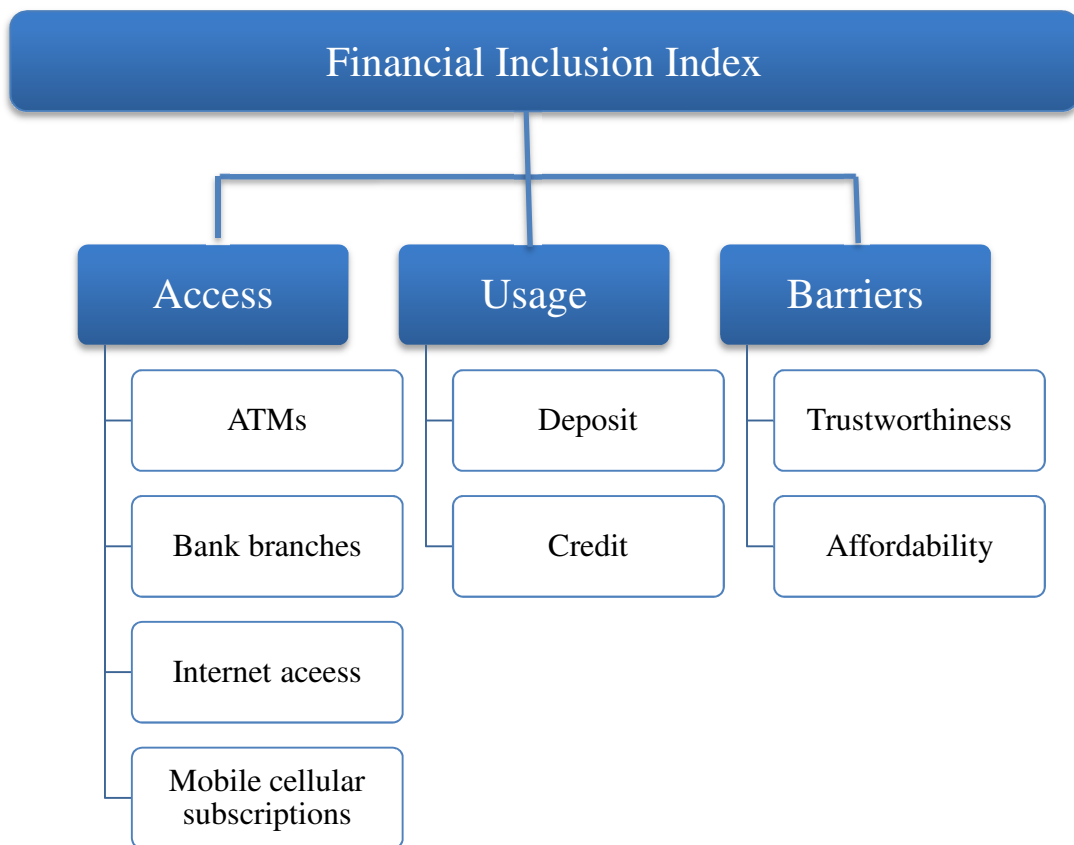 Financial Inclusion Index
Access
Usage
Barriers
ATMs
Deposit
Trustworthiness
Bank branches
Credit
Affordability
Internet aceess
Mobile cellular
subscriptions